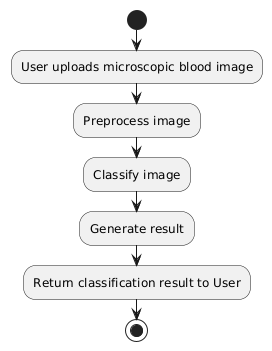 User uploads microscopic blood image
Preprocess image
Classify image
Generate result
Return classification result to User